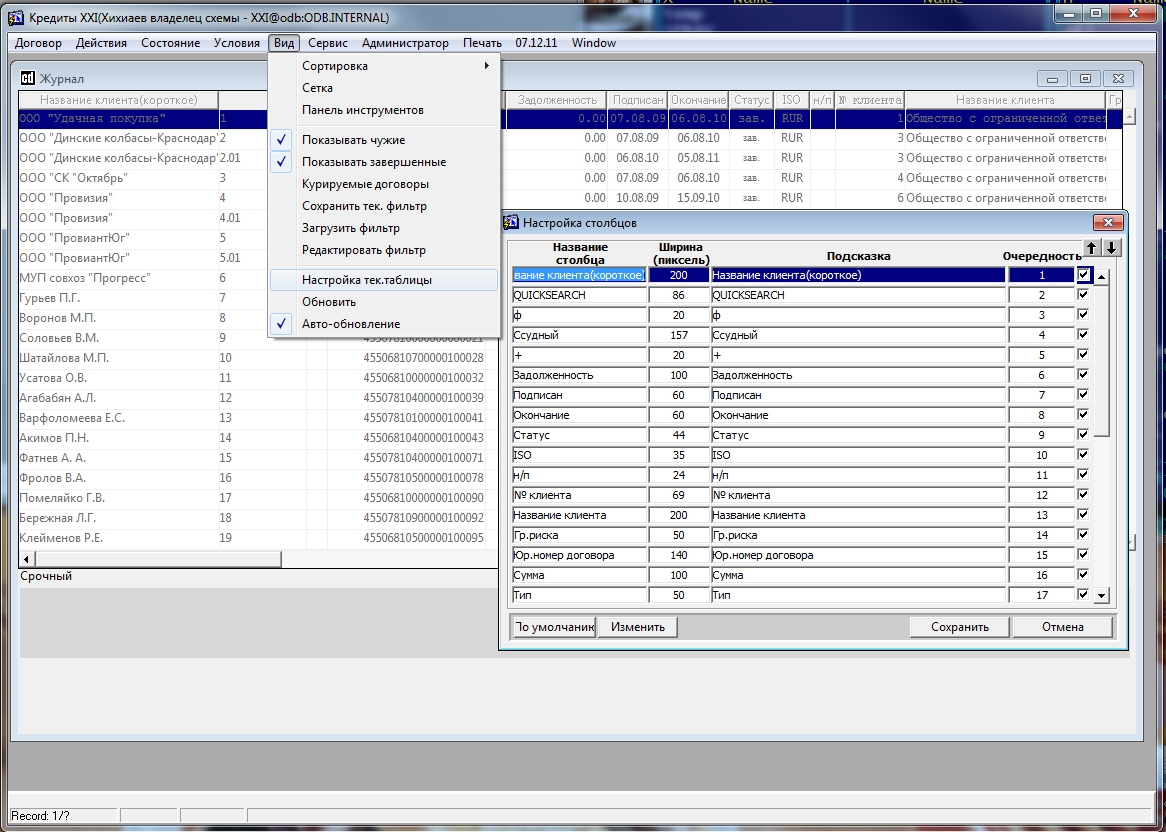 Кредиты XXI(Хихиаев владелец схемы - XXI@odb:ODB.INTERNAL)
Договор Действия Состояние Условия Вид Сервис Администратор Печать 07.12.11 Window
Журнал
Сортировка
Сетка
Панель инструментов
Показывать чужие
Показывать завершенные
Курируемые договоры
Сохранить тек. фильтр
Загрузить фильтр
Редактировать фильтр
Настройка тек.таблицы
Обновить
Авто-обновление
Название клиента(короткое) Задолженность Подписан Окончание Статус ISO н/п № клиента Название клиента Гр
ООО "Удачная покупка" 1 0.00 07.08.09 06.08.10 зав. RUR 1 Общество с ограниченной ответ
ООО "Динские колбасы-Краснодар" 2 0.00 07.08.09 06.08.10 зав. RUR 3 Общество с ограниченной ответстве
ООО "Динские колбасы-Краснодар" 2.01 0.00 06.08.10 05.08.11 зав. RUR 3 Общество с ограниченной ответстве
ООО "СК "Октябрь" 3 0.00 07.08.09 06.08.10 зав. RUR 4 Общество с ограниченной ответстве
ООО "Провизия" 4 0.00 10.08.09 15.09.10 зав. RUR 6 Общество с ограниченной ответстве
ООО "Провизия" 4.01
ООО "ПровиантЮг" 5
ООО "ПровиантЮг" 5.01
МУП совхоз "Прогресс" 6
Гурьев П.Г. 7
Воронов М.П. 8
Соловьев В.М. 9 45507810000000100021
Шатайлова М.П. 10 45506810700000100028
Усатова О.В. 11 45506810000000100032
Агабабян А.Л. 12 45507810400000100039
Варфоломеева Е.С. 13 45507810100000100041
Акимов П.Н. 14 45506810400000100043
Фатнев А. А. 15 45507810400000100071
Фролов В.А. 16 45507810500000100078
Помеляйко Г.В. 17 45506810000000100090
Бережная Л.Г. 18 45507810900000100092
Клейменов Р.Е. 19 45506810500000100095
Срочный
Настройка столбцов
Название столбца Ширина (пиксель) Подсказка Очередность
вание клиента(короткое) 200 Название клиента(короткое) 1
QUICKSEARCH 86 QUICKSEARCH 2
ф 20 ф 3
Ссудный 157 Ссудный 4
+ 20 + 5
Задолженность 100 Задолженность 6
Подписан 60 Подписан 7
Окончание 60 Окончание 8
Статус 44 Статус 9
ISO 35 ISO 10
н/п 24 н/п 11
№ клиента 69 № клиента 12
Название клиента 200 Название клиента 13
Гр.риска 50 Гр.риска 14
Юр.номер договора 140 Юр.номер договора 15
Сумма 100 Сумма 16
Тип 50 Тип 17
По умолчанию Изменить Сохранить Отмена
Record: 1/?